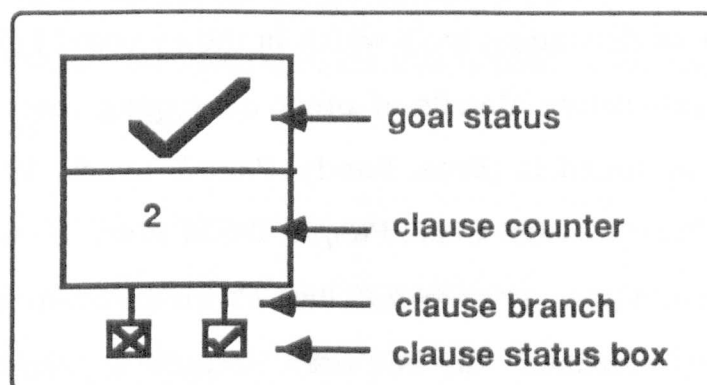 goal status
2
clause counter
clause branch
clause status box